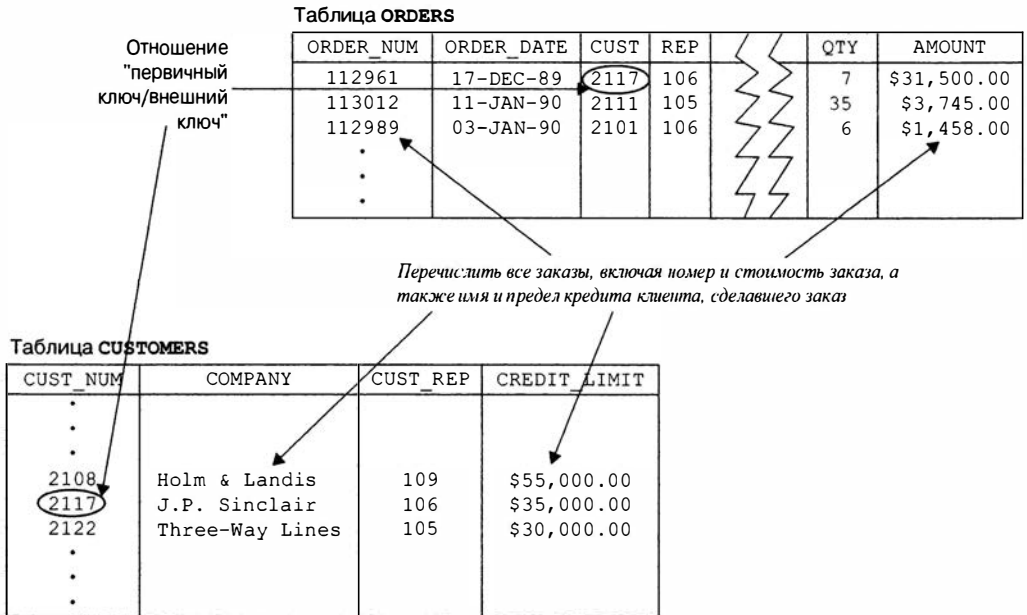 Таблица ORDERS
Отношение
"первичный
ключ/внешний
ключ"
ORDER_NUM ORDER_DATE CUST REP QTY AMOUNT
112961 17-DEC-89 2117 106 7 $31,500.00
113012 11-JAN-90 2111 105 35 $3,745.00
112989 03-JAN-90 2101 106 6 $1,458.00
Перечислить все заказы, включая номер и стоимость заказа, а
также имя и предел кредита клиента, сделавшего заказ
Таблица CUSTOMERS
CUST_NUM COMPANY CUST_REP CREDIT_LIMIT
2108 Holm & Landis 109 $55,000.00
2117 J.P. Sinclair 106 $35,000.00
2122 Three-Way Lines 105 $30,000.00